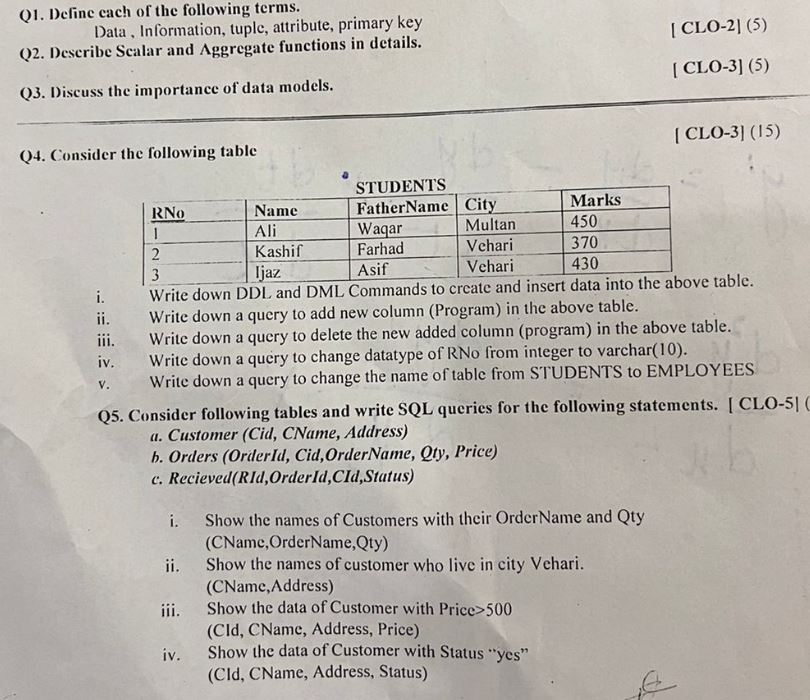 Q1. Define each of the following terms.
Data , Information, tuple, attribute, primary key
[ CLO-2] (5)
Q2. Describe Scalar and Aggregate functions in details.
[ CLO-3] (5)
Q3. Discuss the importance of data models.
[ CLO-3] (15)
Q4. Consider the following table
STUDENTS
RNo Name FatherName City Marks
1 Ali Waqar Multan 450
2 Kashif Farhad Vehari 370
3 Ijaz Asif Vehari 430
i. Write down DDL and DML Commands to create and insert data into the above table.
ii. Write down a query to add new column (Program) in the above table.
iii. Write down a query to delete the new added column (program) in the above table.
iv. Write down a query to change datatype of RNo from integer to varchar(10).
v. Write down a query to change the name of table from STUDENTS to EMPLOYEES
Q5. Consider following tables and write SQL queries for the following statements. [ CLO-5] (
a. Customer (Cid, CName, Address)
b. Orders (OrderId, Cid,OrderName, Qty, Price)
c. Recieved(RId,OrderId,CId,Status)
i. Show the names of Customers with their OrderName and Qty
(CName,OrderName,Qty)
ii. Show the names of customer who live in city Vehari.
(CName,Address)
iii. Show the data of Customer with Price>500
(CId, CName, Address, Price)
iv. Show the data of Customer with Status "yes"
(CId, CName, Address, Status)